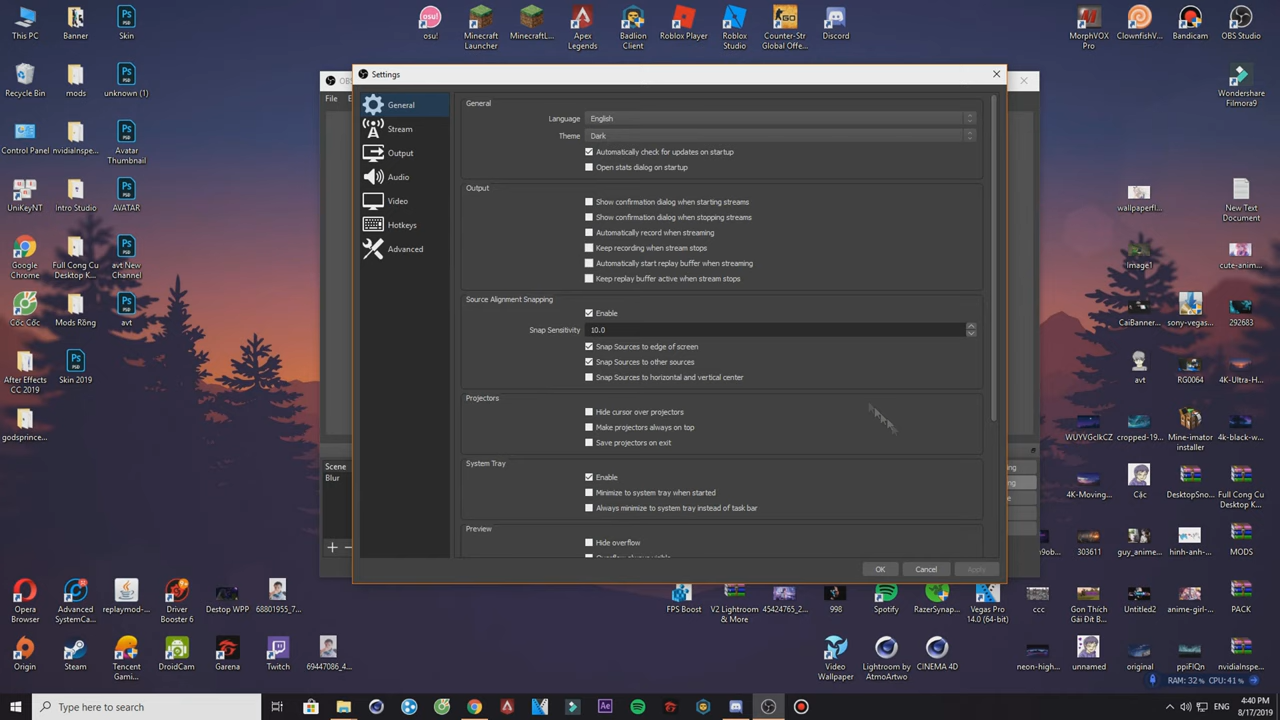 This PC
Banner
Skin
osu!
Minecraft Launcher
MinecraftL...
Apex Legends
Badlion Client
Roblox Player
Roblox Studio
Counter-Str Global Offe...
Discord
MorphVOX Pro
ClownfishV...
Bandicam
OBS Studio
Recycle Bin
mods
unknown (1)
Wondershare Filmora9
Control Panel
nvidiaInspe...
Avatar Thumbnail
UniKeyNT
Intro Studio
AVATAR
wallpaperfl...
New Text Document
Google Chrome
Full Cong Cu Desktop K...
avt New Channel
Image1
cute-anim...
Cốc Cốc
Mods Rồng
avt
CaiBanner...
sony-vegas...
292683
After Effects CC 2019
Skin 2019
avt
RG0064
4K-Ultra-H...
godsprince...
WUYVGcIkCZ
cropped-19...
Mine-imator installer
4k-black-w...
4K-Moving...
Cặc
DesktopSno...
Full Cong Cu Desktop K...
303611
guy_anime...
hinh-anh-...
MODS
File
Settings
General
Stream
Output
Audio
Video
Hotkeys
Advanced
General
Language English
Theme Dark
Automatically check for updates on startup
Open stats dialog on startup
Output
Show confirmation dialog when starting streams
Show confirmation dialog when stopping streams
Automatically record when streaming
Keep recording when stream stops
Automatically start replay buffer when streaming
Keep replay buffer active when stream stops
Source Alignment Snapping
Enable
Snap Sensitivity 10.0
Snap Sources to edge of screen
Snap Sources to other sources
Snap Sources to horizontal and vertical center
Projectors
Hide cursor over projectors
Make projectors always on top
Save projectors on exit
System Tray
Enable
Minimize to system tray when started
Always minimize to system tray instead of task bar
Preview
Hide overflow
OK
Cancel
Apply
Scene
Blur
Opera Browser
Advanced SystemCa...
replaymod-...
Driver Booster 6
Destop WPP
68801955_7...
FPS Boost
V2 Lightroom & More
45424765_2...
998
Spotify
RazerSynap...
Vegas Pro 14.0 (64-bit)
ccc
Gon Thích Gái Đít B...
Untitled2
anime-girl-...
PACK
Origin
Steam
Tencent Gami...
DroidCam
Garena
Twitch
69447086_4...
Video Wallpaper
Lightroom by AtmoArtwo
CINEMA 4D
neon-high...
unnamed
original
ppiFIQn
nvidiaInspe...
RAM: 32 % CPU: 41 %
Type here to search
ENG
4:40 PM
8/17/2019